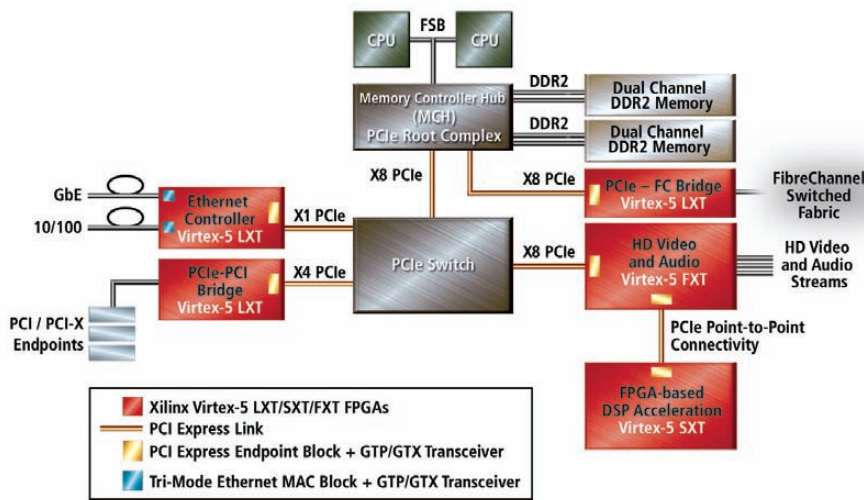 CPU
FSB
CPU
Memory Controller Hub
(MCH)
PCIe Root Complex
DDR2
Dual Channel
DDR2 Memory
DDR2
Dual Channel
DDR2 Memory
X8 PCIe
X8 PCIe
PCIe – FC Bridge
Virtex-5 LXT
FibreChannel
Switched
Fabric
GbE
10/100
Ethernet
Controller
Virtex-5 LXT
X1 PCIe
PCIe Switch
X8 PCIe
HD Video
and Audio
Virtex-5 FXT
HD Video
and Audio
Streams
PCIe-PCI
Bridge
Virtex-5 LXT
X4 PCIe
PCI / PCI-X
Endpoints
PCIe Point-to-Point
Connectivity
FPGA-based
DSP Acceleration
Virtex-5 SXT
Xilinx Virtex-5 LXT/SXT/FXT FPGAs
PCI Express Link
PCI Express Endpoint Block + GTP/GTX Transceiver
Tri-Mode Ethernet MAC Block + GTP/GTX Transceiver